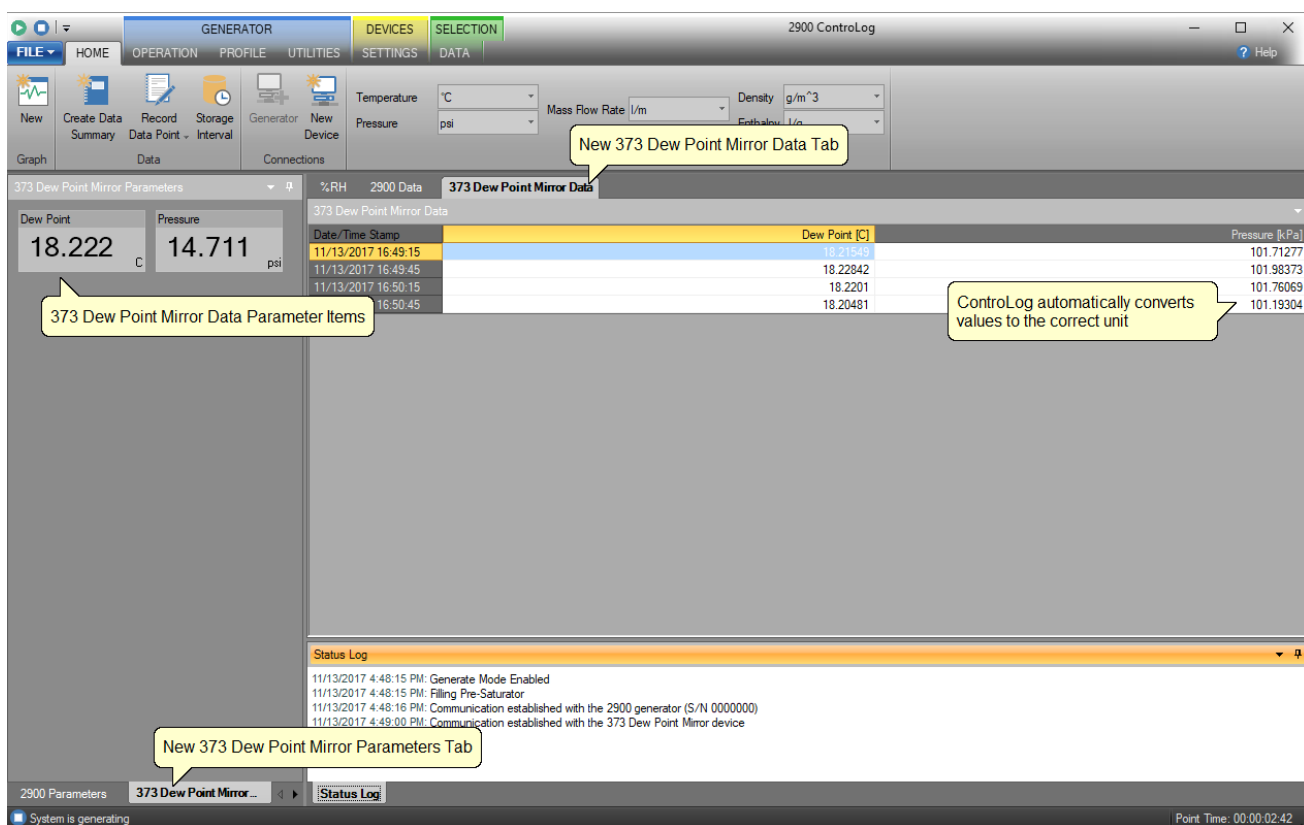 GENERATOR DEVICES SELECTION 2900 ControLog
FILE HOME OPERATION PROFILE UTILITIES SETTINGS DATA ? Help
New
Graph
Create Data Summary
Record Data Point
Storage Interval
Data
Generator
New Device
Connections
Temperature °C
Pressure psi
Mass Flow Rate l/m
Density g/m^3
New 373 Dew Point Mirror Data Tab
373 Dew Point Mirror Parameters
Dew Point
18.222 C
Pressure
14.711 psi
373 Dew Point Mirror Data Parameter Items
%RH 2900 Data 373 Dew Point Mirror Data
373 Dew Point Mirror Data
Date/Time Stamp Dew Point [C] Pressure [kPa]
11/13/2017 16:49:15 18.21549 101.71277
11/13/2017 16:49:45 18.22842 101.98373
11/13/2017 16:50:15 18.2201 101.76069
16:50:45 18.20481 101.19304
ControLog automatically converts
values to the correct unit
Status Log
11/13/2017 4:48:15 PM: Generate Mode Enabled
11/13/2017 4:48:15 PM: Filling Pre-Saturator
11/13/2017 4:48:16 PM: Communication established with the 2900 generator (S/N 0000000)
11/13/2017 4:49:00 PM: Communication established with the 373 Dew Point Mirror device
New 373 Dew Point Mirror Parameters Tab
2900 Parameters 373 Dew Point Mirror... Status Log
System is generating Point Time: 00:00:02:42